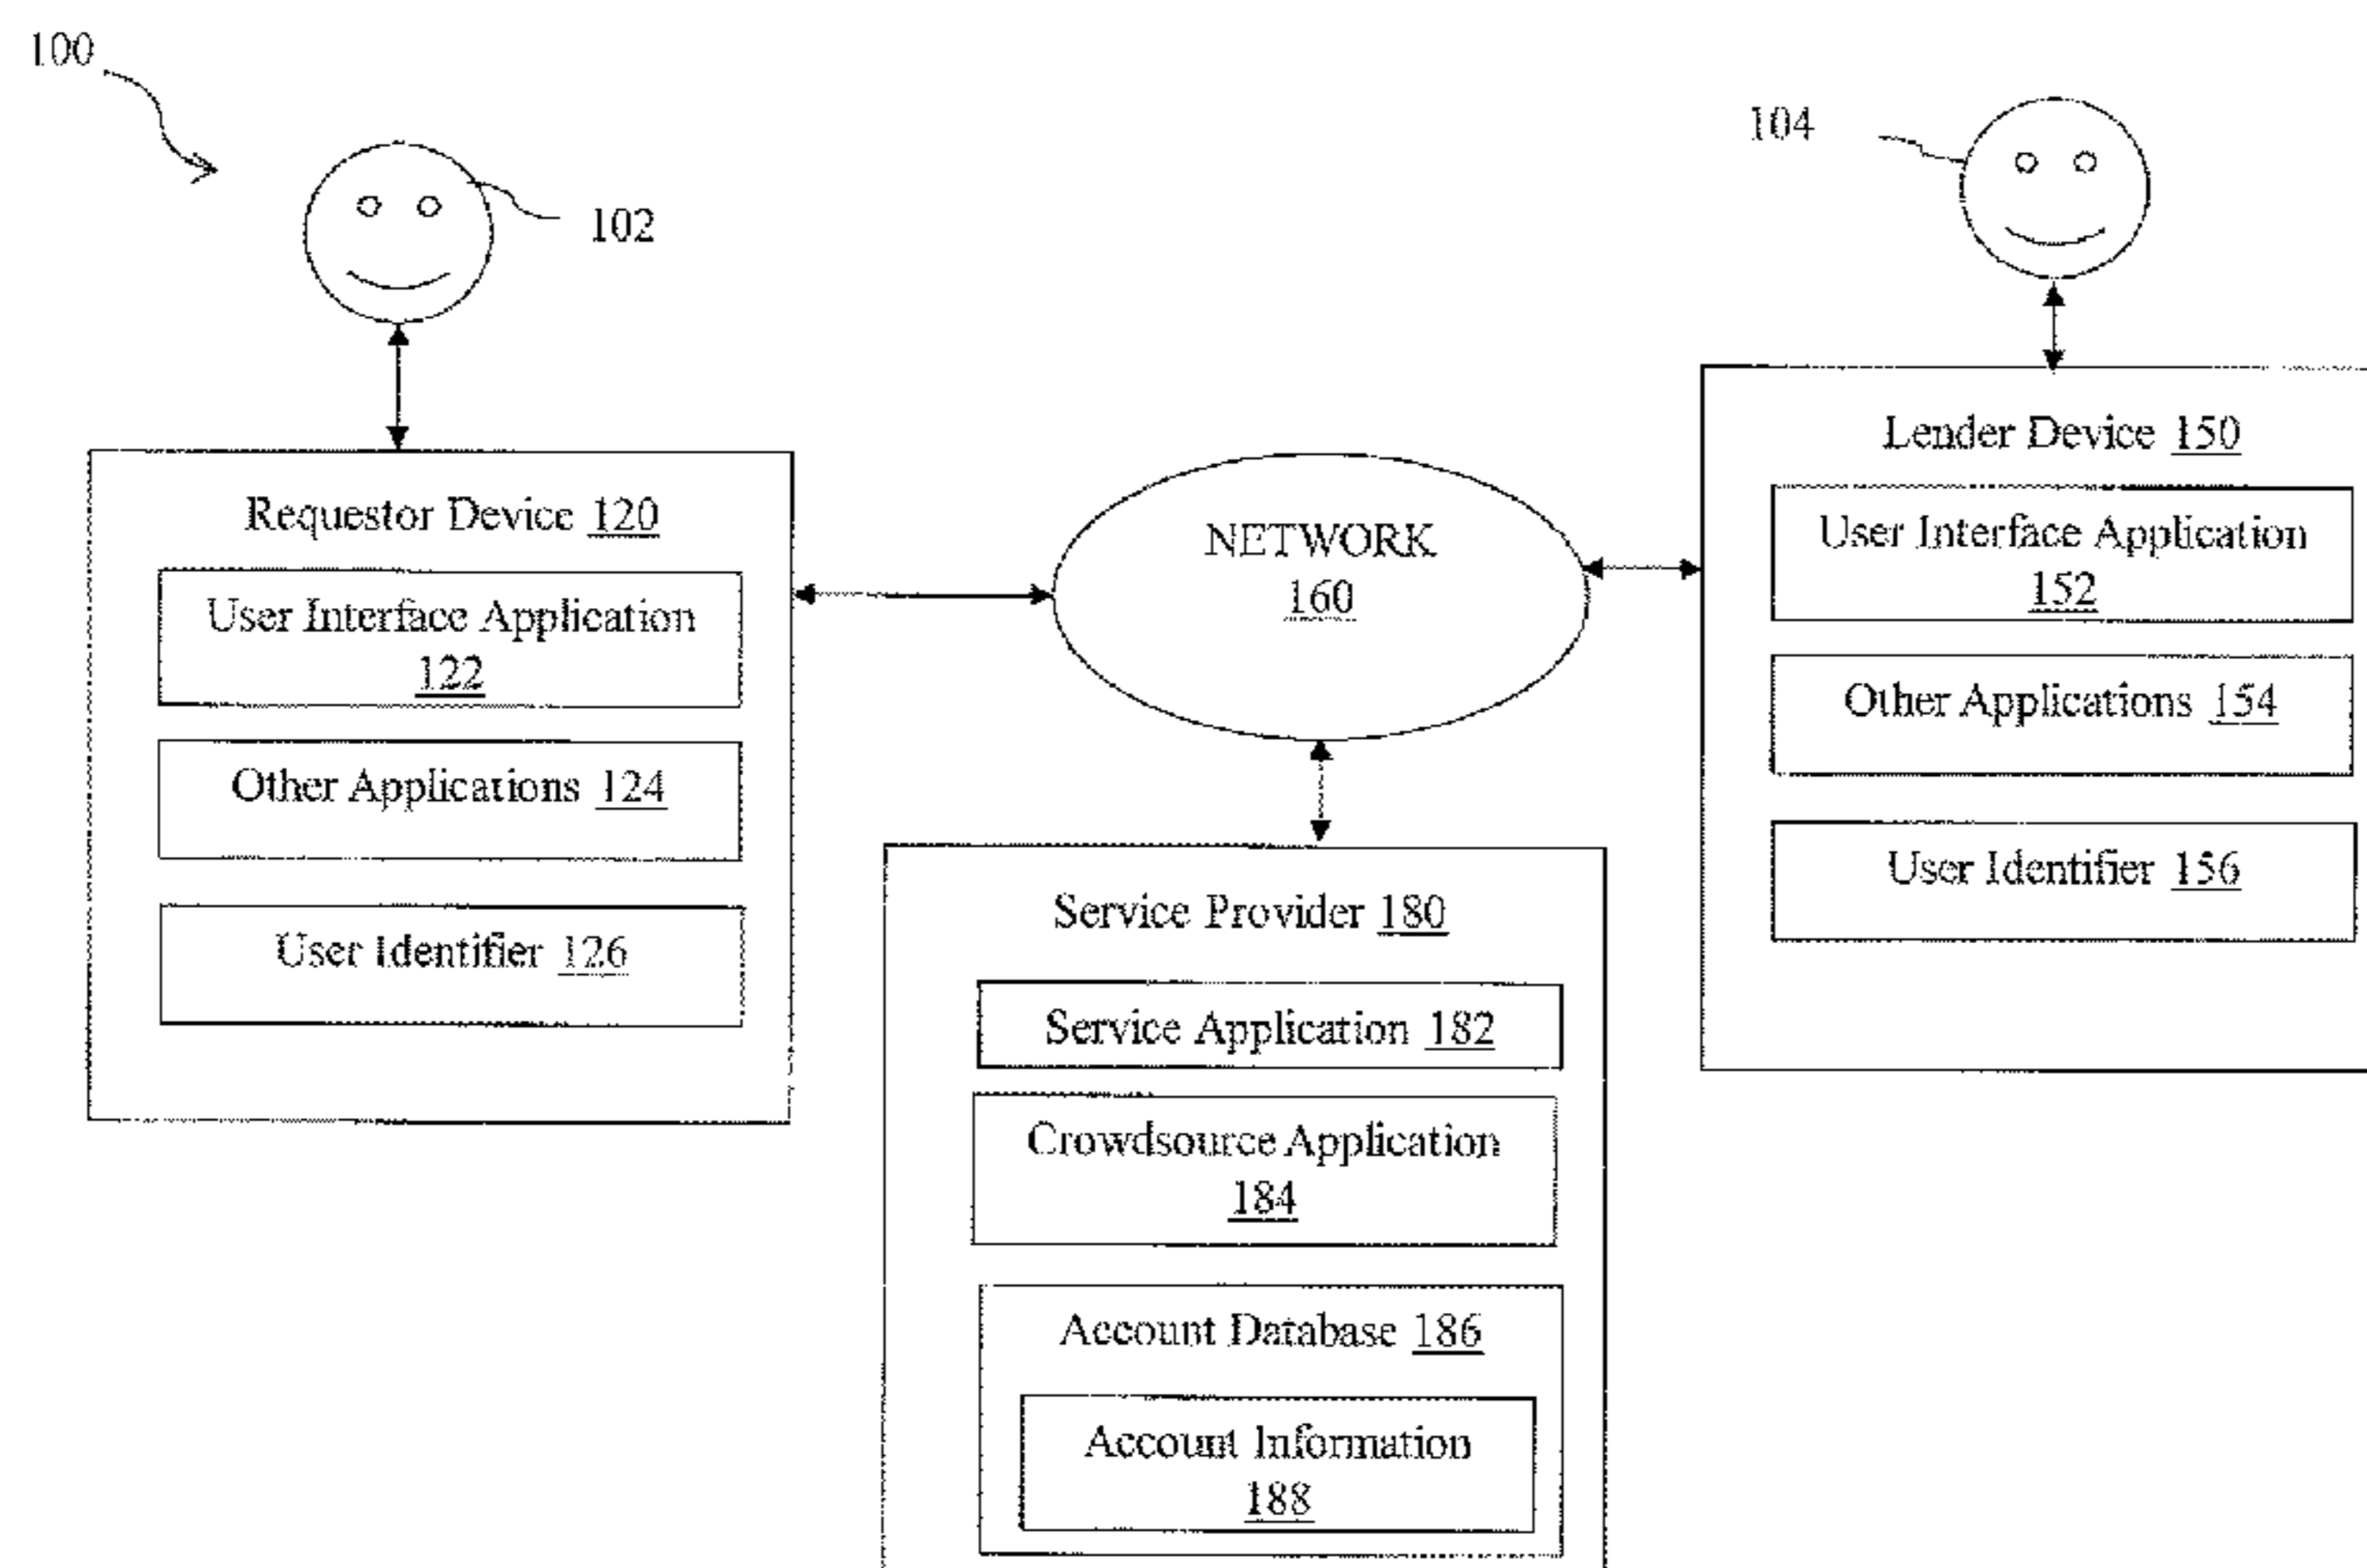 100
102
104
Requestor Device 120
User Interface Application
122
Other Applications 124
User Identifier 126
NETWORK
160
Lender Device 150
User Interface Application
152
Other Applications 154
User Identifier 156
Service Provider 180
Service Application 182
Crowdsource Application
184
Account Database 186
Account Information
188